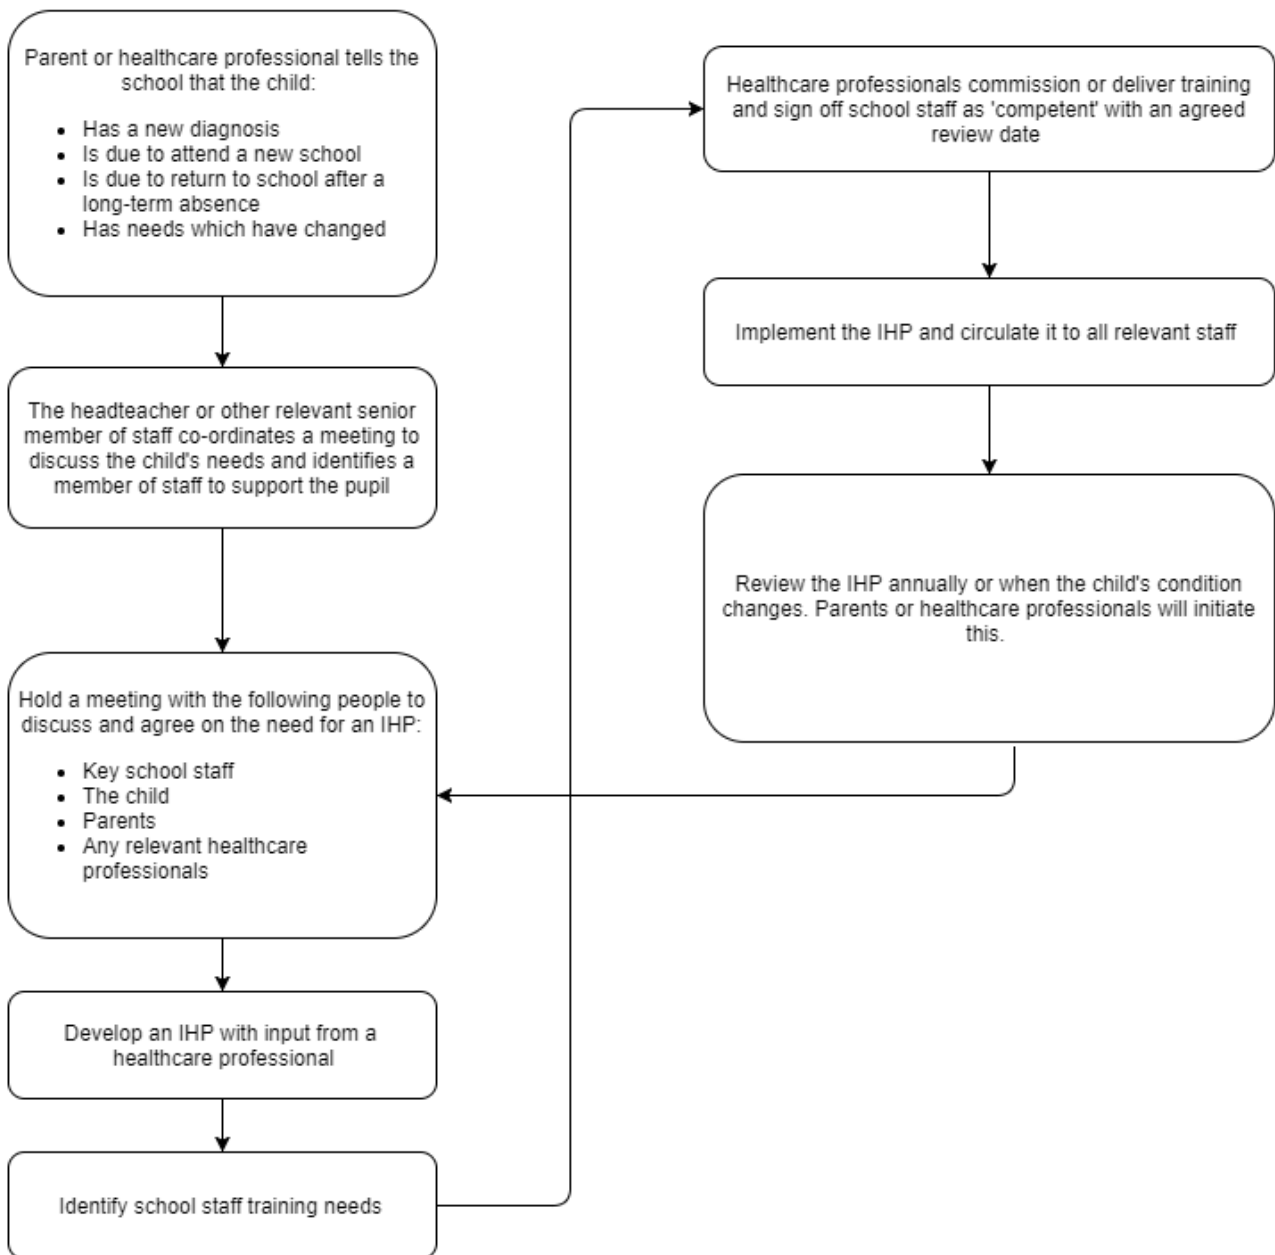 Parent or healthcare professional tells the
school that the child:
• Has a new diagnosis
• Is due to attend a new school
• Is due to return to school after a
long-term absence
• Has needs which have changed
The headteacher or other relevant senior
member of staff co-ordinates a meeting to
discuss the child's needs and identifies a
member of staff to support the pupil
Hold a meeting with the following people to
discuss and agree on the need for an IHP:
• Key school staff
• The child
• Parents
• Any relevant healthcare
professionals
Develop an IHP with input from a
healthcare professional
Identify school staff training needs
Healthcare professionals commission or deliver training
and sign off school staff as 'competent' with an agreed
review date
Implement the IHP and circulate it to all relevant staff
Review the IHP annually or when the child's condition
changes. Parents or healthcare professionals will initiate
this.